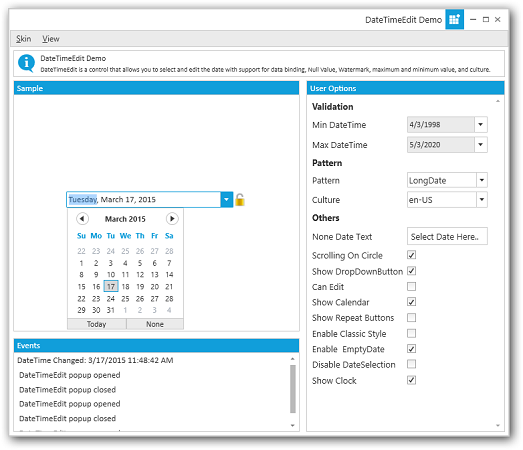 DateTimeEdit Demo
Skin View
DateTimeEdit Demo
DateTimeEdit is a control that allows you to select and edit the date with support for data binding, Null Value, Watermark, maximum and minimum value, and culture.
Sample
Tuesday, March 17, 2015
March 2015
Su Mo Tu We Th Fr Sa
22 23 24 25 26 27 28
1 2 3 4 5 6 7
8 9 10 11 12 13 14
15 16 17 18 19 20 21
22 23 24 25 26 27 28
29 30 31 1 2 3 4
Today None
Events
DateTime Changed: 3/17/2015 11:48:42 AM
DateTimeEdit popup opened
DateTimeEdit popup closed
DateTimeEdit popup opened
DateTimeEdit popup closed
DateTimeEdit popup opened
User Options
Validation
Min DateTime 4/3/1998
Max DateTime 5/3/2020
Pattern
Pattern LongDate
Culture en-US
Others
None Date Text Select Date Here..
Scrolling On Circle
Show DropDownButton
Can Edit
Show Calendar
Show Repeat Buttons
Enable Classic Style
Enable EmptyDate
Disable DateSelection
Show Clock